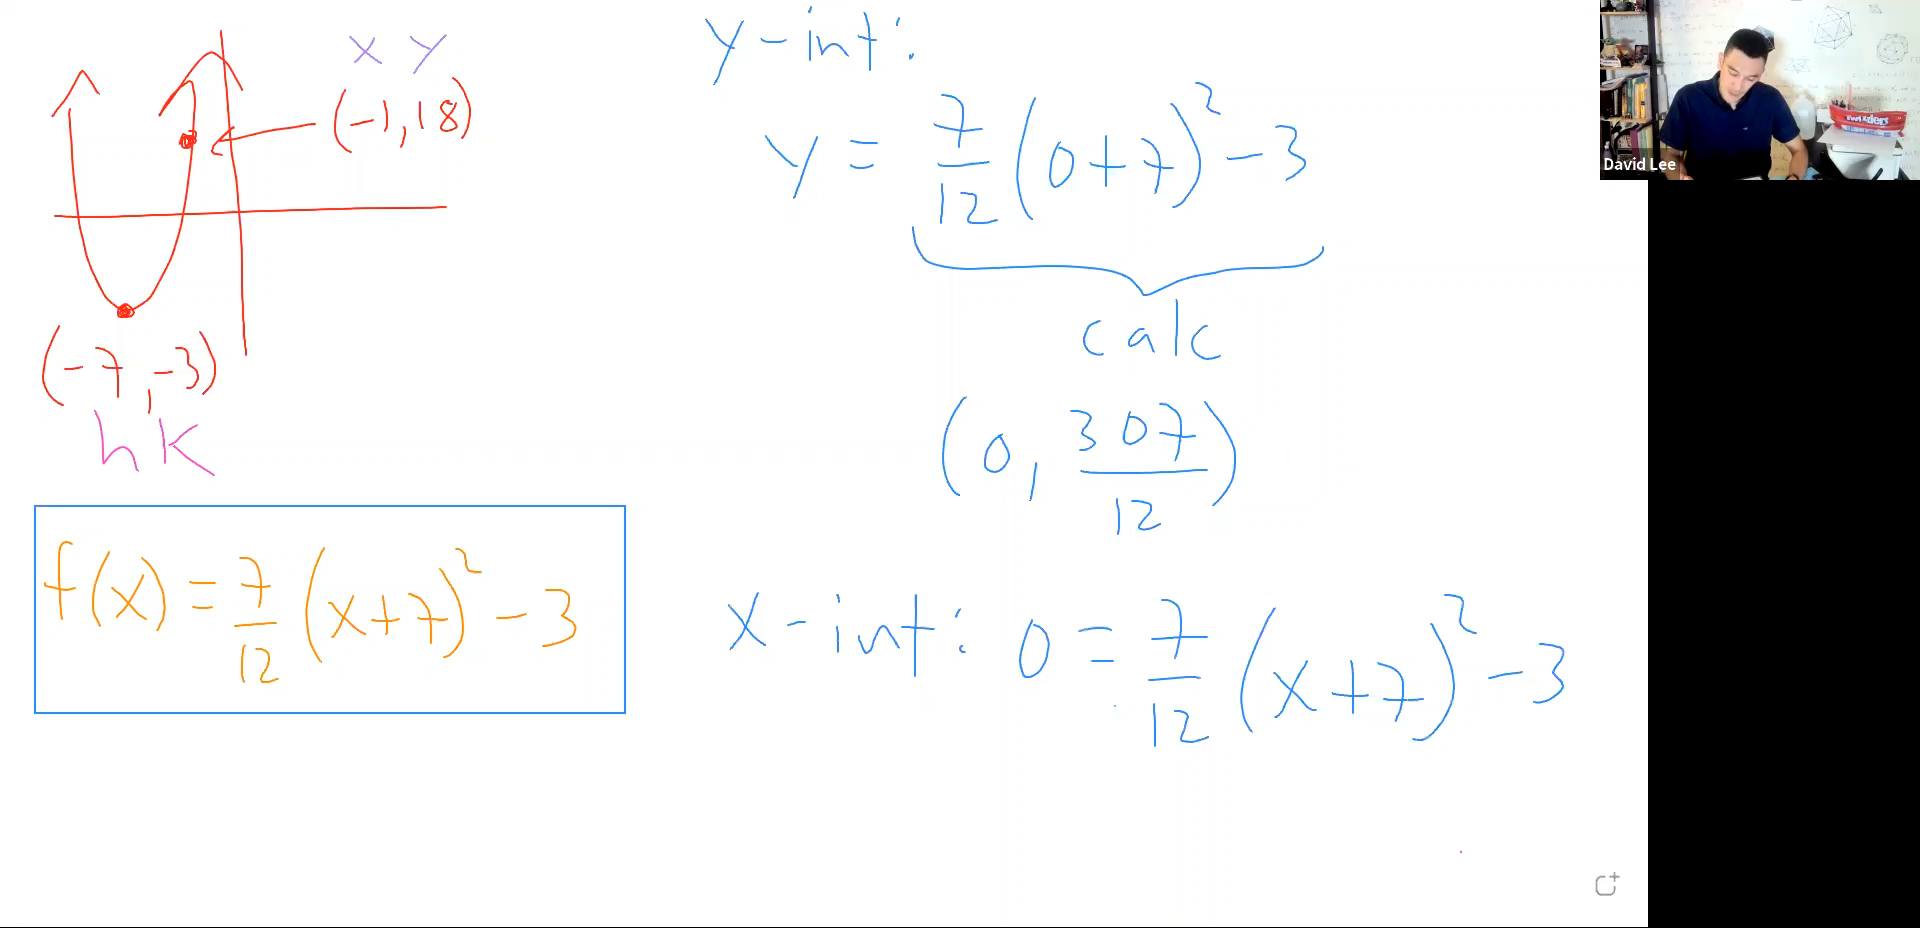 x y
(-1, 18)
(-7, -3)
h k
f(x) = 7/12 (x+7)² - 3
y-int:
y = 7/12 (0+7)² - 3
calc
(0, 307/12)
x-int: 0 = 7/12 (x+7)² - 3
Twizzlers
David Lee